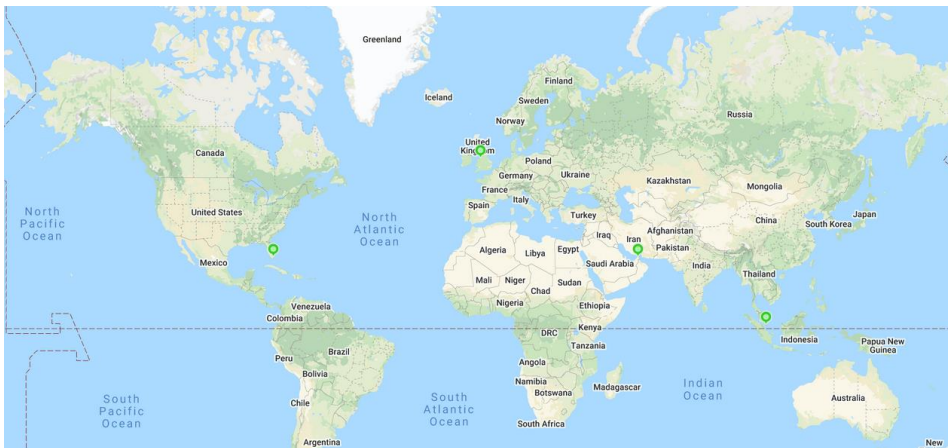 Greenland
Iceland
Finland
Sweden
Norway
Russia
United
Kingdom
Canada
Poland
Germany
Ukraine
Kazakhstan
Mongolia
France
Italy
Spain
Turkey
North
Pacific
Ocean
United States
North
Atlantic
Ocean
Japan
China
South Korea
Afghanistan
Iran
Iraq
Pakistan
Algeria
Libya
Egypt
Saudi Arabia
India
Mexico
Thailand
Mali
Niger
Chad
Sudan
Nigeria
Ethiopia
Venezuela
Colombia
DRC
Kenya
Tanzania
Indonesia
Papua New
Guinea
Peru
Brazil
Bolivia
Angola
Namibia
Botswana
Madagascar
Indian
Ocean
South
Pacific
Ocean
Chile
South
Atlantic
Ocean
South Africa
Australia
Argentina
New